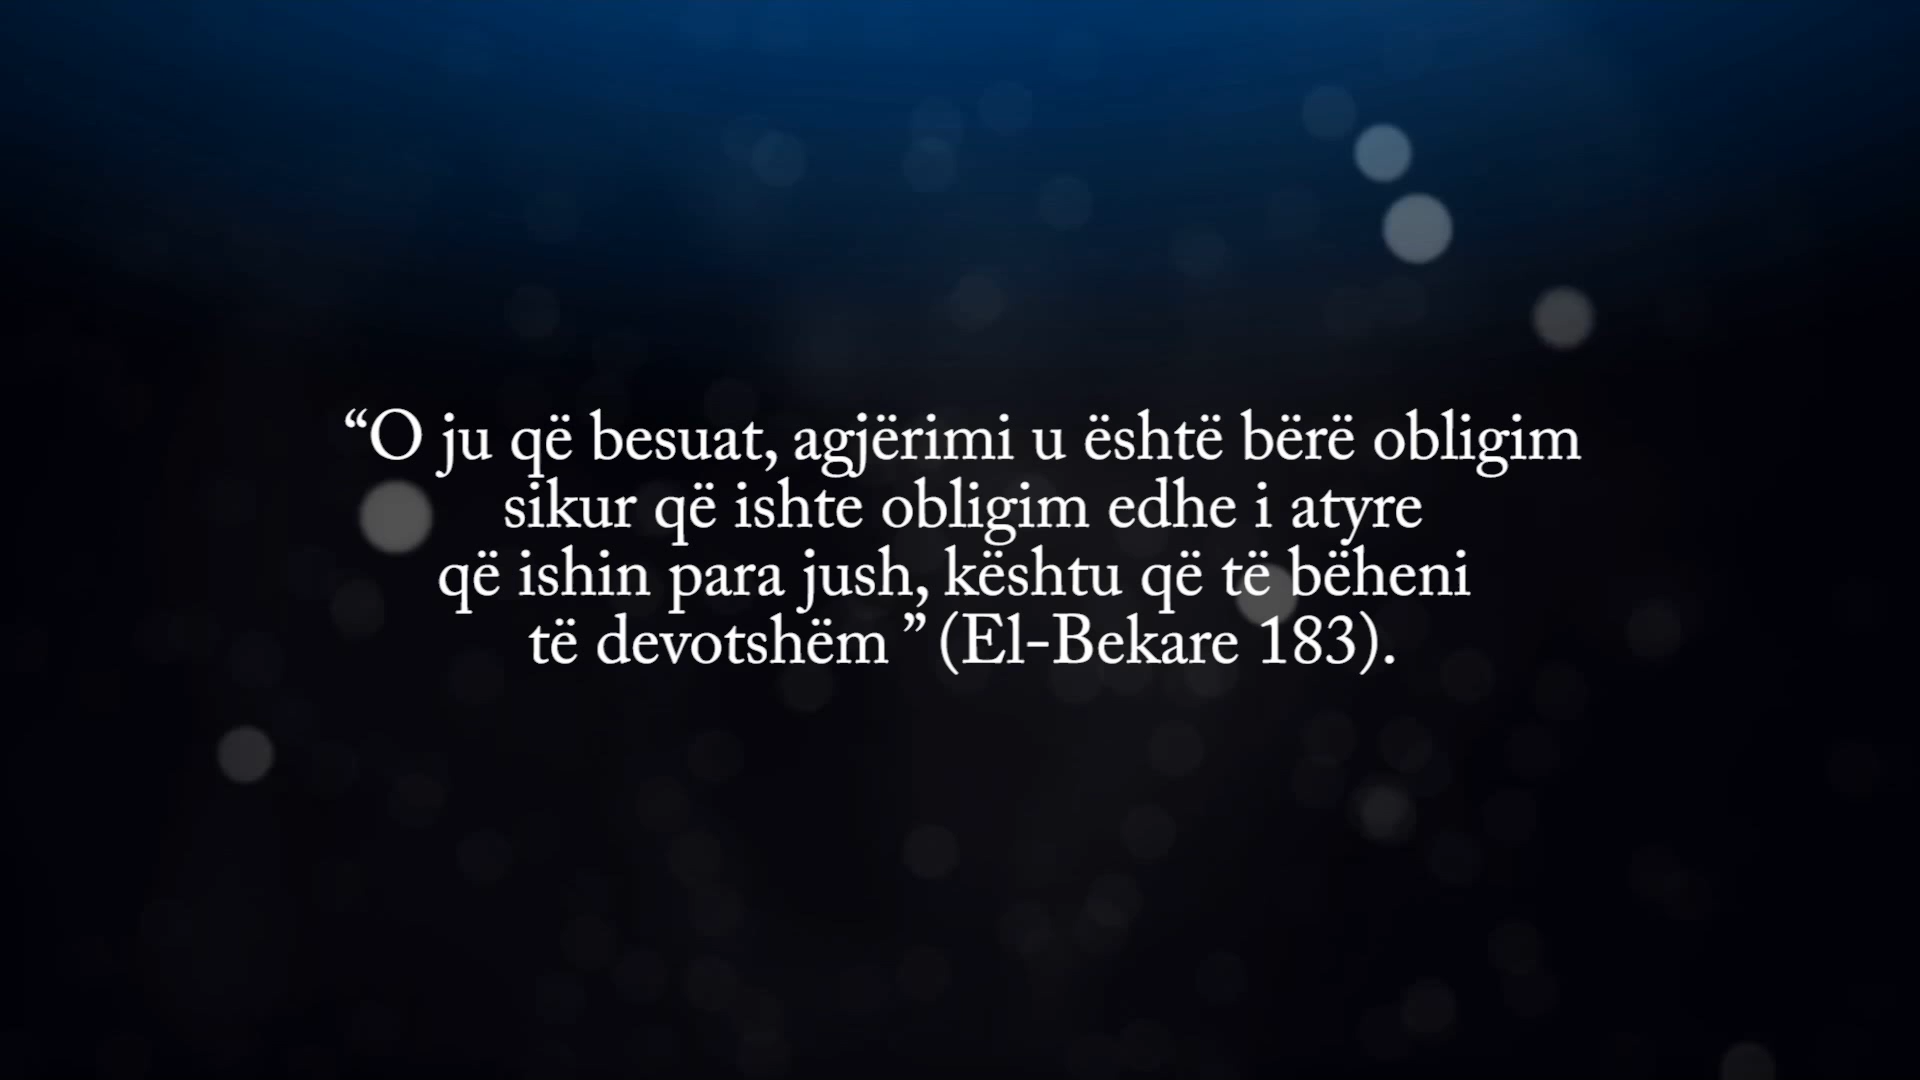 “O ju që besuat, agjërimi u është bërë obligim
sikur që ishte obligim edhe i atyre
që ishin para jush, kështu që të bëheni
të devotshëm ” (El-Bekare 183).